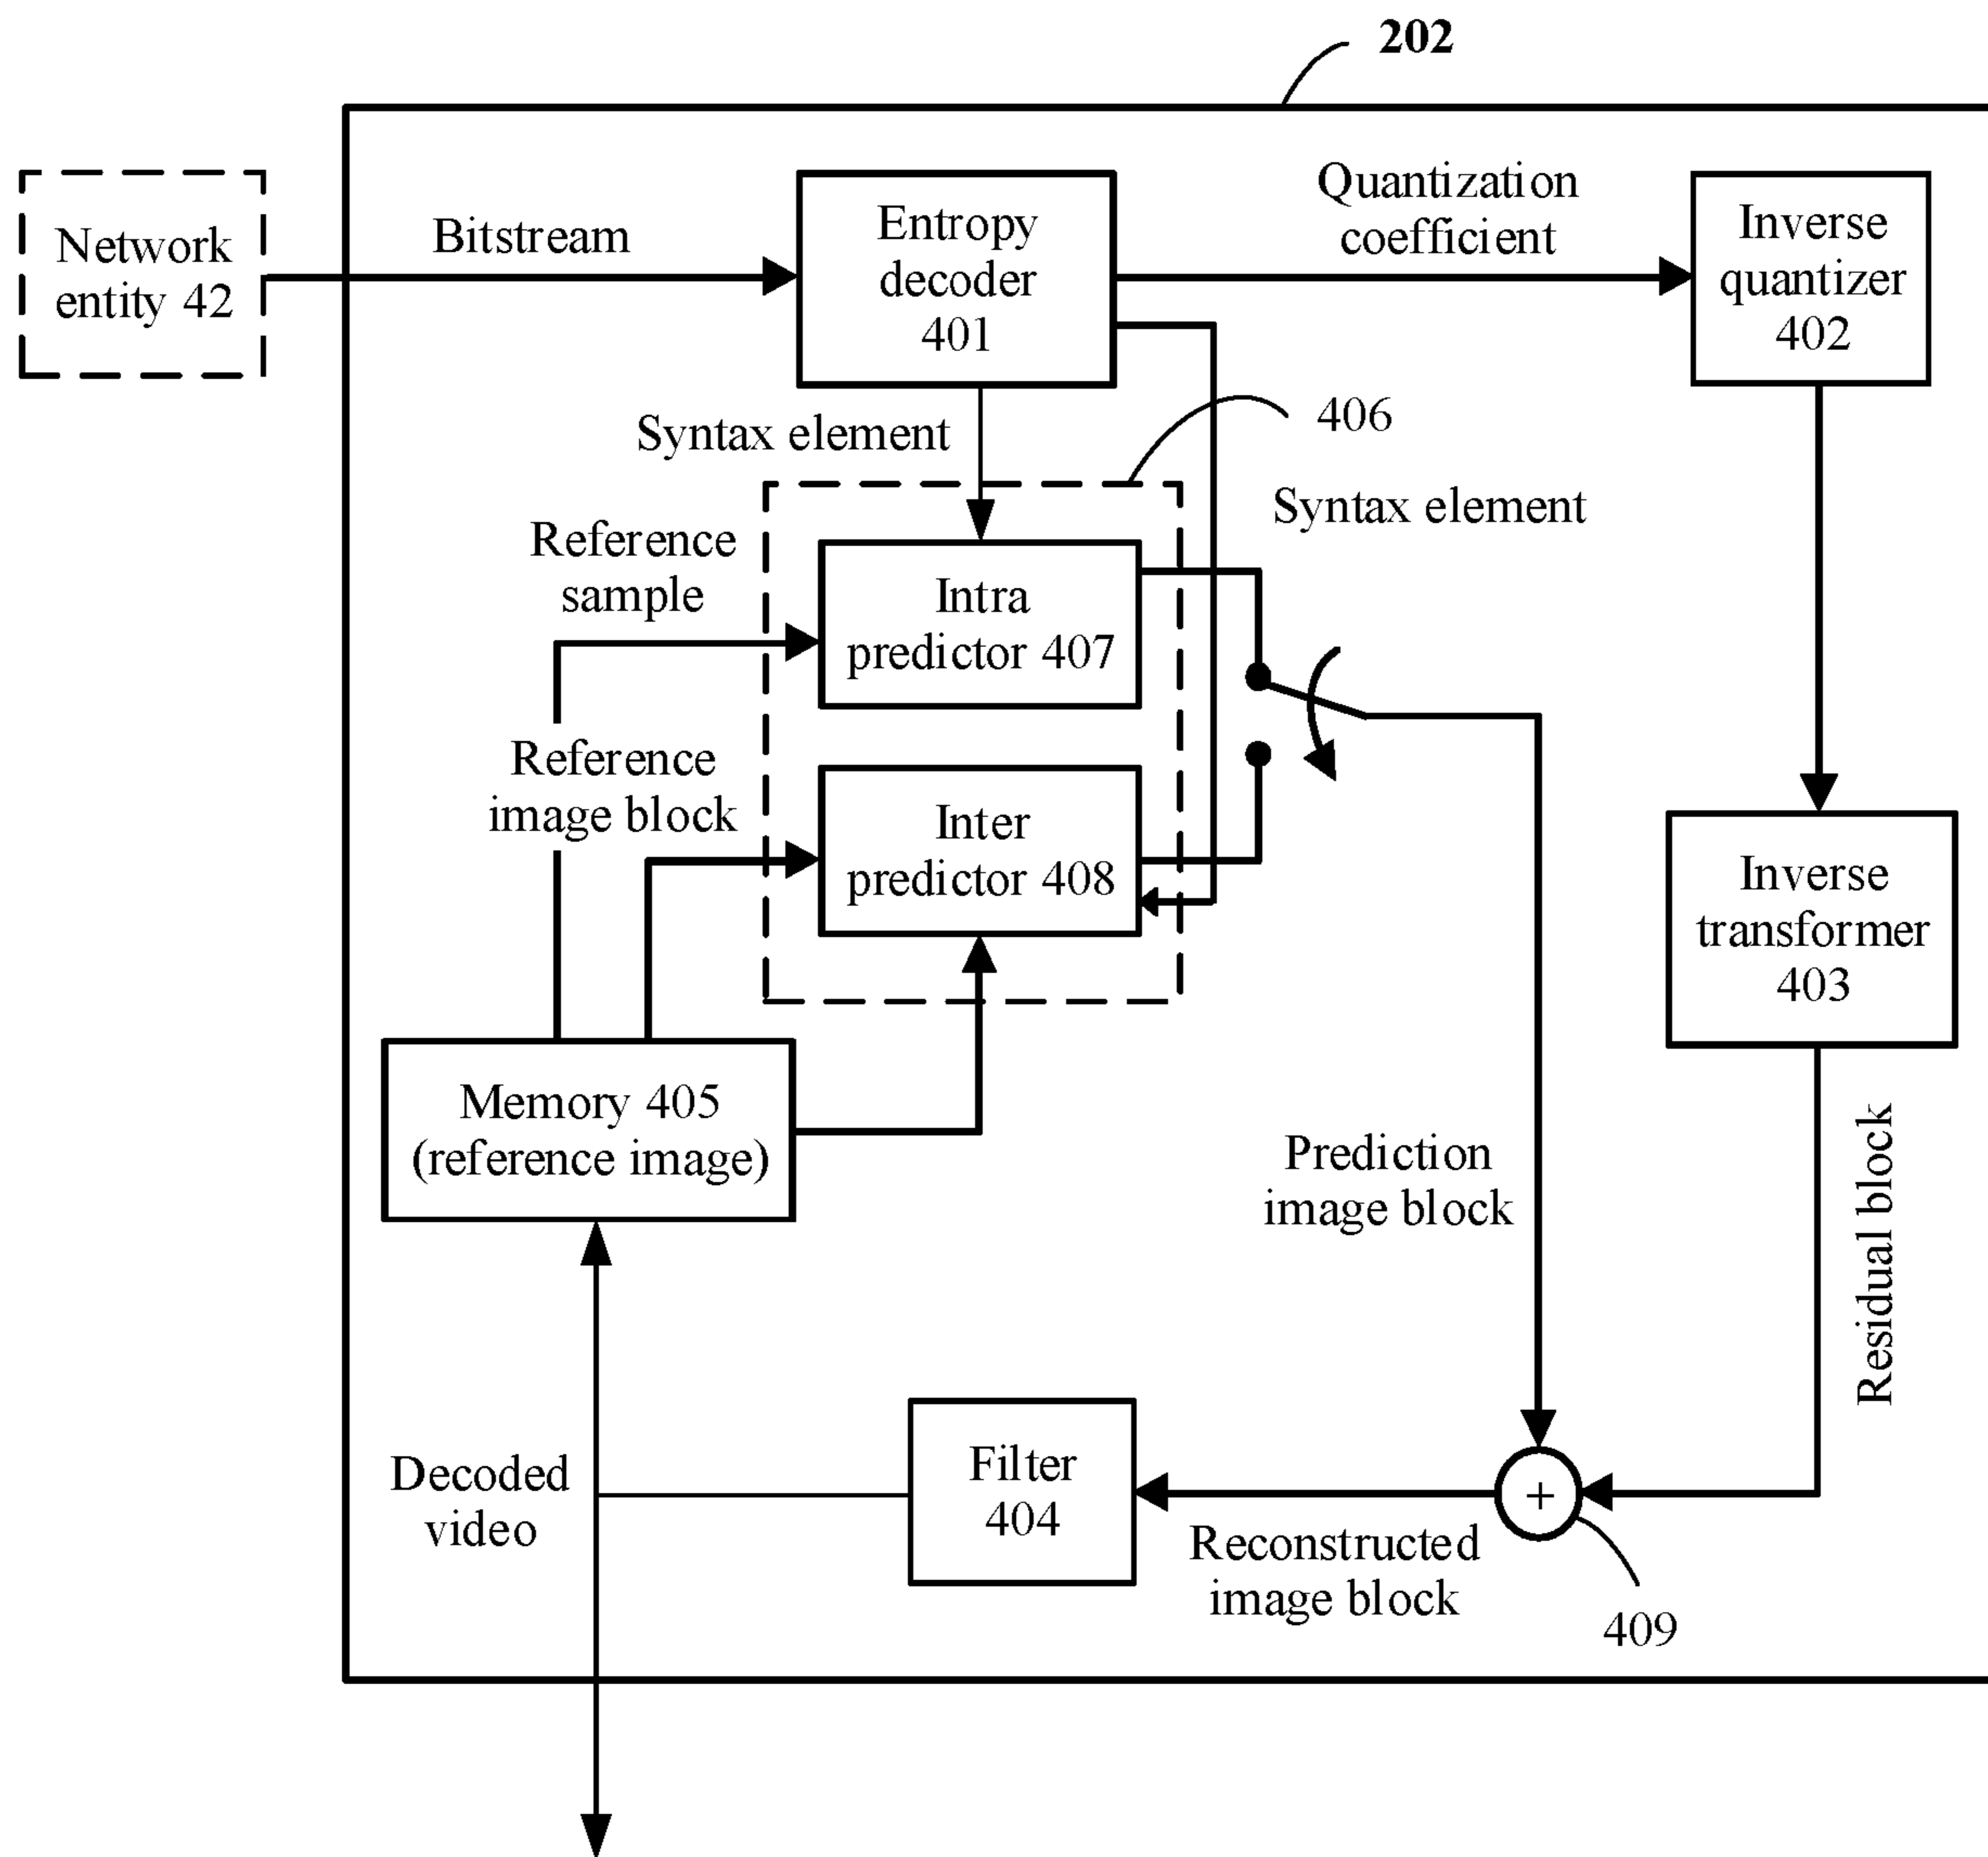 202
Network
entity 42
Bitstream
Entropy
decoder
401
Quantization
coefficient
Inverse
quantizer
402
Syntax element
406
Syntax element
Reference
sample
Intra
predictor 407
Reference
image block
Inter
predictor 408
Inverse
transformer
403
Memory 405
(reference image)
Prediction
image block
Residual block
Decoded
video
Filter
404
+
Reconstructed
image block
409